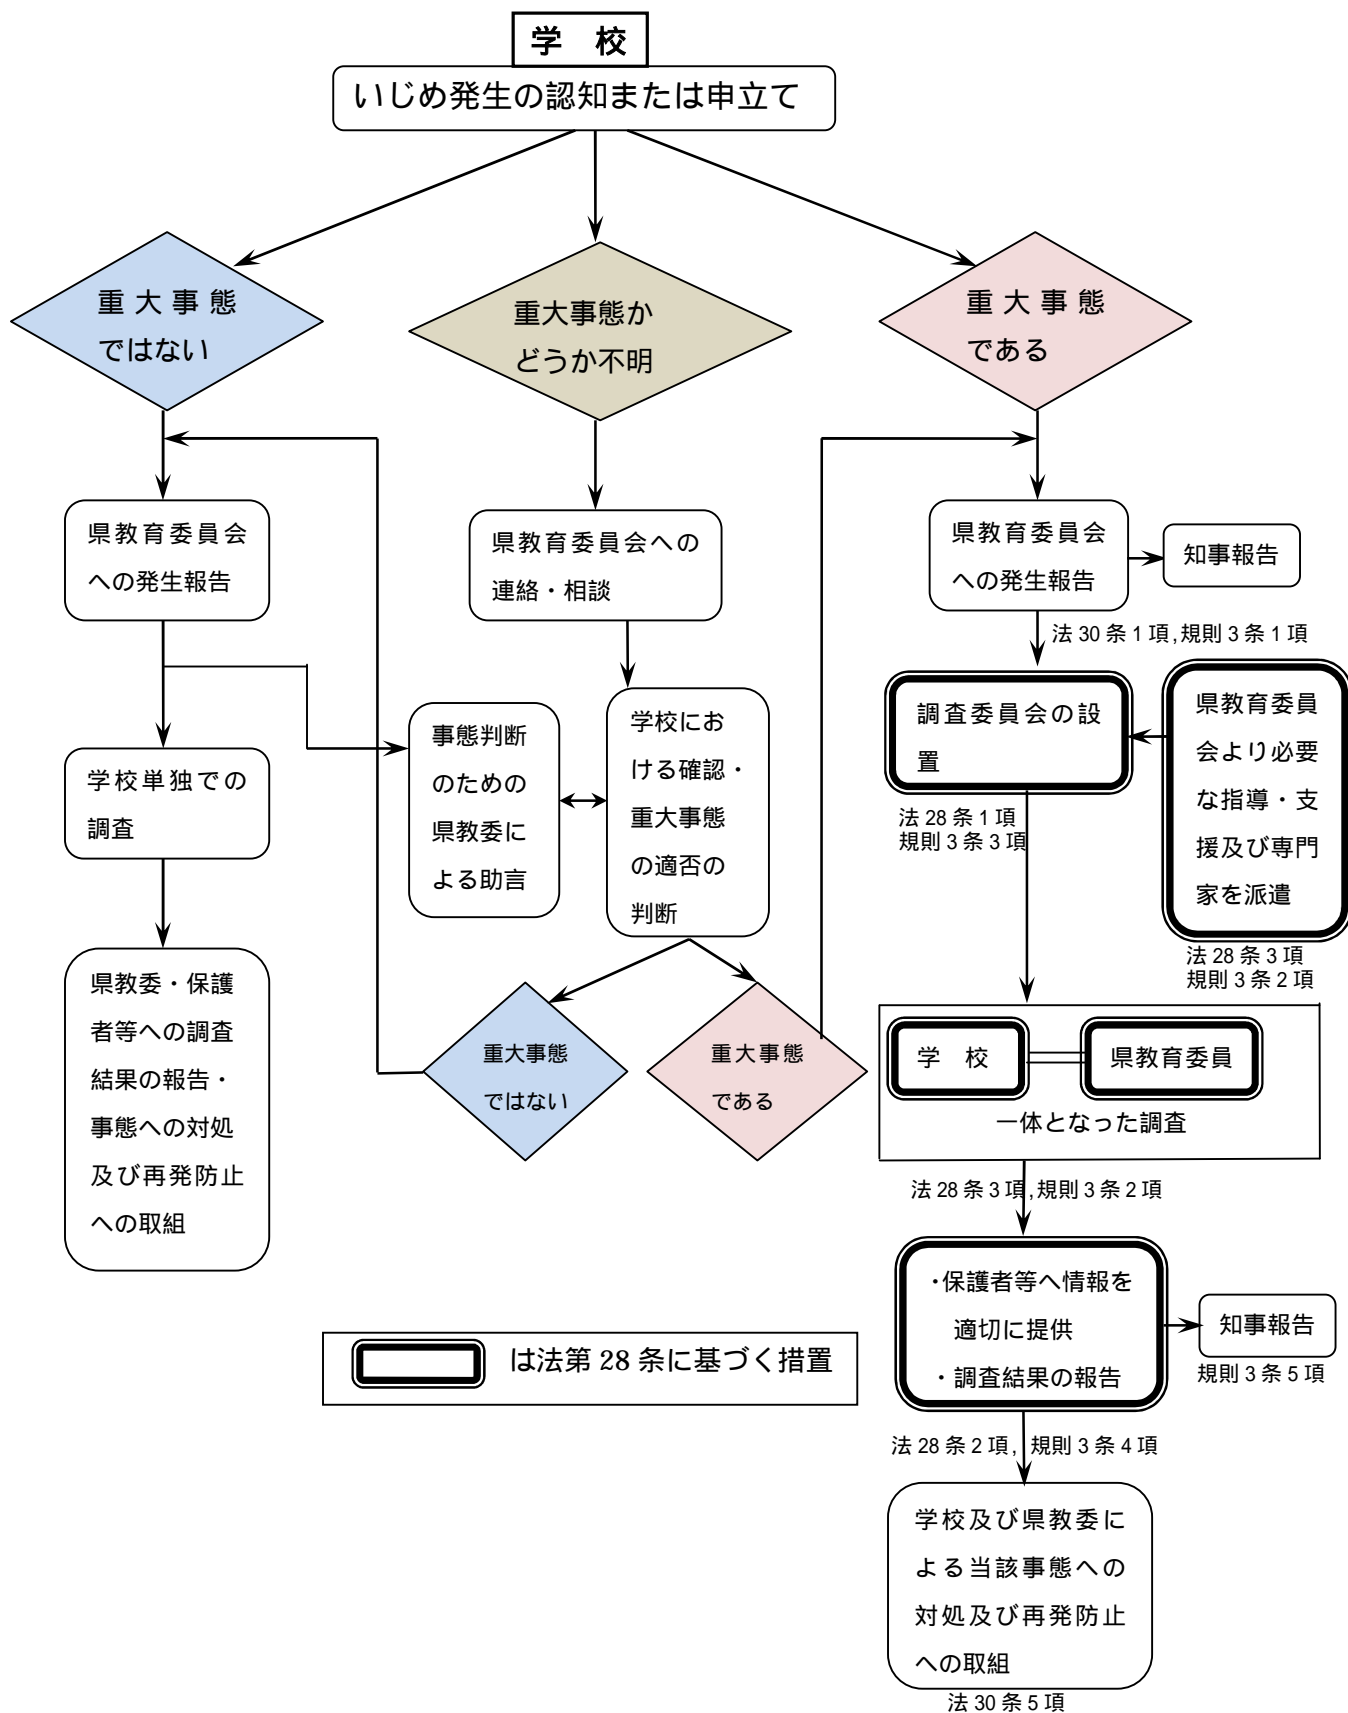 学　校
いじめ発生の認知または申立て
重大事態
ではない
重大事態か
どうか不明
重大事態
である
県教育委員会
への発生報告
県教育委員会への
連絡・相談
県教育委員会
への発生報告
知事報告
法30条1項,規則3条1項
学校単独での
調査
事態判断
のための
県教委に
よる助言
学校にお
ける確認・
重大事態
の適否の
判断
調査委員会の設
置
法28条1項
規則3条3項
県教育委員
会より必要
な指導・支
援及び専門
家を派遣
法28条3項
規則3条2項
県教委・保護
者等への調査
結果の報告・
事態への対処
及び再発防止
への取組
重大事態
ではない
重大事態
である
学　校
県教育委員
一体となった調査
法28条3項,規則3条2項
・保護者等へ情報を
適切に提供
・調査結果の報告
知事報告
規則3条5項
は法第28条に基づく措置
法28条2項, 規則3条4項
学校及び県教委に
よる当該事態への
対処及び再発防止
への取組
法30条5項